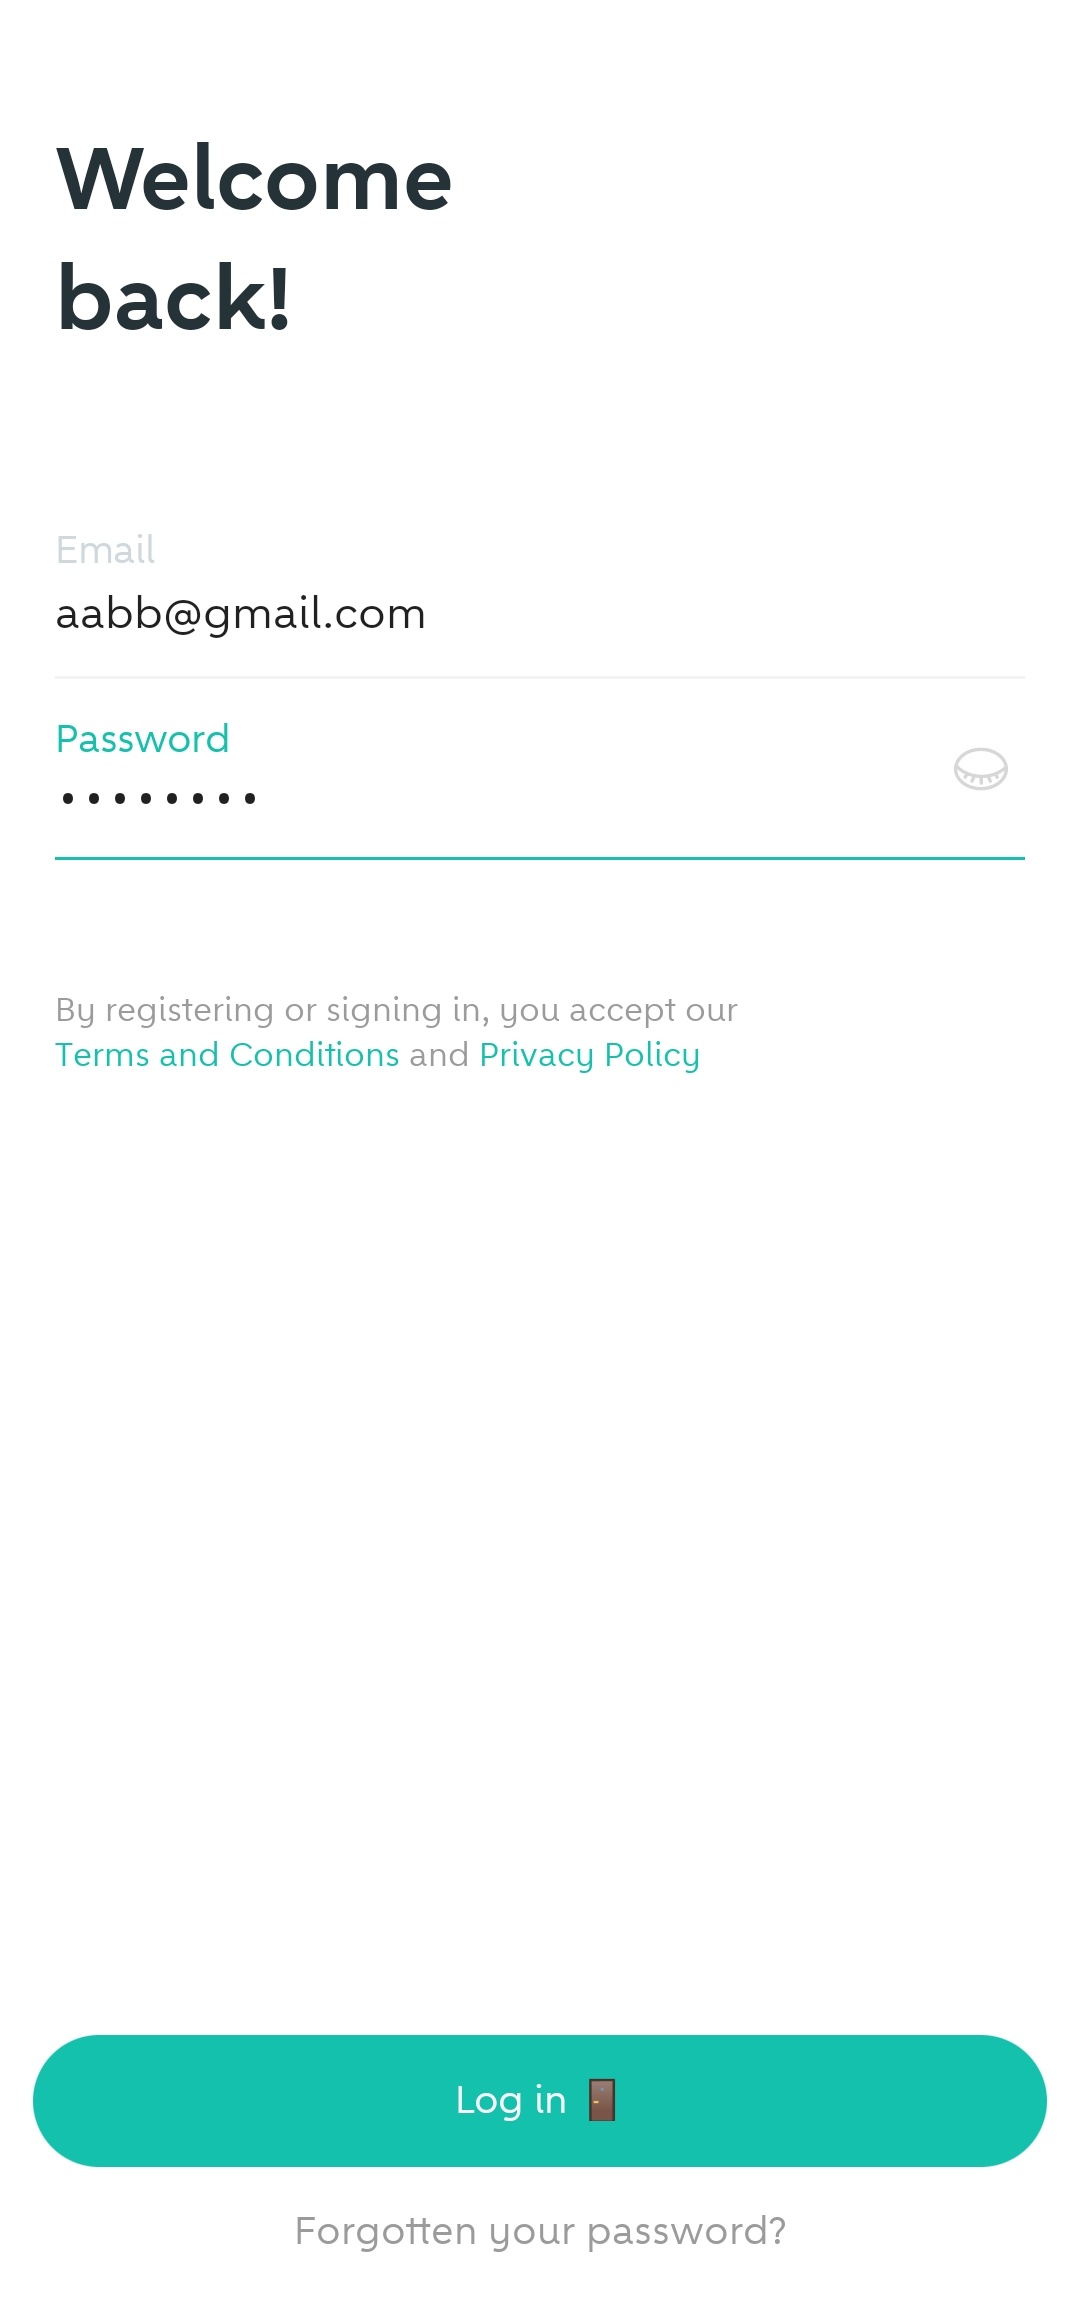 Welcome
back!
Email
aabb@gmail.com
Password
••••••••
By registering or signing in, you accept our
Terms and Conditions and Privacy Policy
Log in 🚪
Forgotten your password?